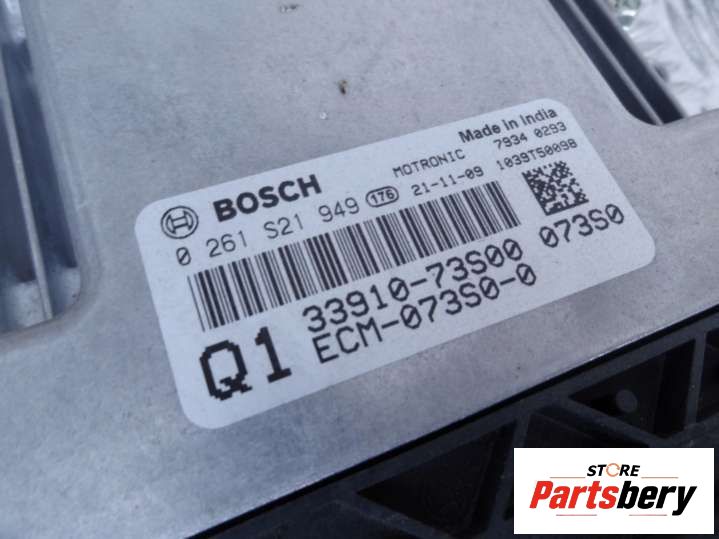 Made in India
BOSCH MOTRONIC 7934 0293
0 261 S21 949 176 21-11-09 1039T50098
33910-73S00 073S0
Q1 ECM-073S0-0
STORE
Partsbery